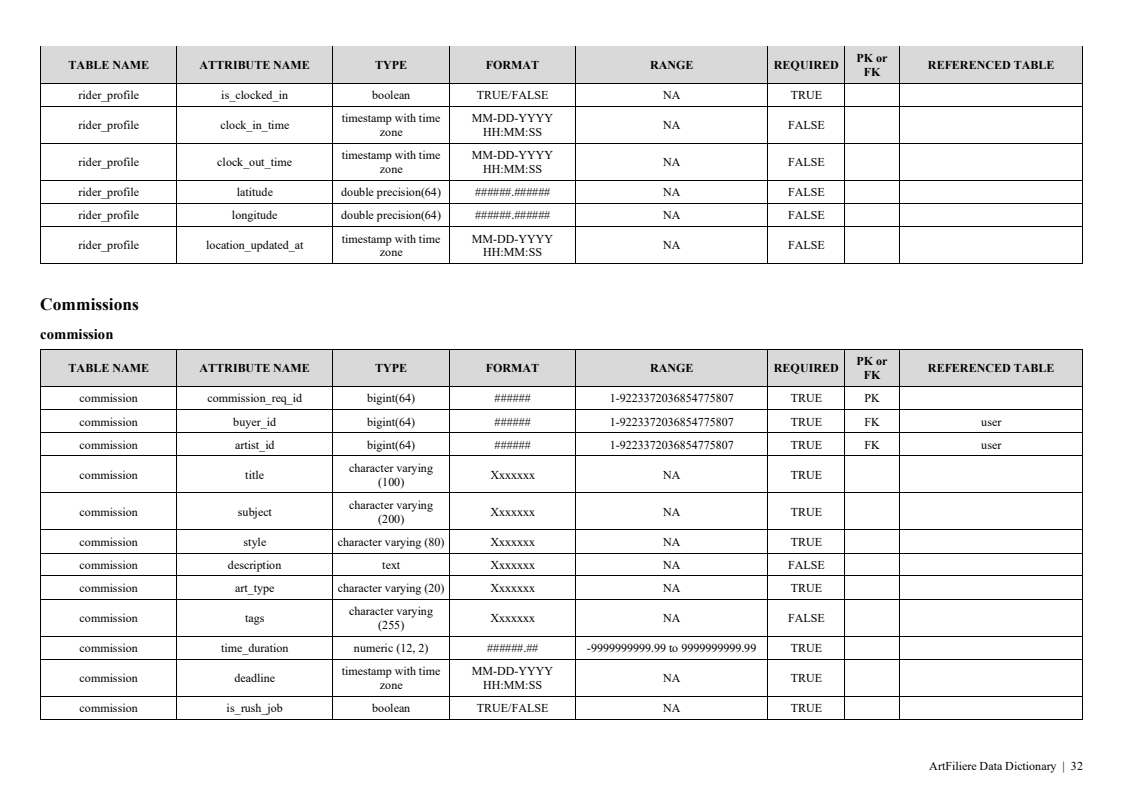 TABLE NAME ATTRIBUTE NAME TYPE FORMAT RANGE REQUIRED PK or FK REFERENCED TABLE
rider_profile is_clocked_in boolean TRUE/FALSE NA TRUE
rider_profile clock_in_time timestamp with time zone MM-DD-YYYY HH:MM:SS NA FALSE
rider_profile clock_out_time timestamp with time zone MM-DD-YYYY HH:MM:SS NA FALSE
rider_profile latitude double precision(64) ######.###### NA FALSE
rider_profile longitude double precision(64) ######.###### NA FALSE
rider_profile location_updated_at timestamp with time zone MM-DD-YYYY HH:MM:SS NA FALSE
Commissions
commission
TABLE NAME ATTRIBUTE NAME TYPE FORMAT RANGE REQUIRED PK or FK REFERENCED TABLE
commission commission_req_id bigint(64) ###### 1-9223372036854775807 TRUE PK
commission buyer_id bigint(64) ###### 1-9223372036854775807 TRUE FK user
commission artist_id bigint(64) ###### 1-9223372036854775807 TRUE FK user
commission title character varying (100) Xxxxxxx NA TRUE
commission subject character varying (200) Xxxxxxx NA TRUE
commission style character varying (80) Xxxxxxx NA TRUE
commission description text Xxxxxxx NA FALSE
commission art_type character varying (20) Xxxxxxx NA TRUE
commission tags character varying (255) Xxxxxxx NA FALSE
commission time_duration numeric (12, 2) ######.## -9999999999.99 to 9999999999.99 TRUE
commission deadline timestamp with time zone MM-DD-YYYY HH:MM:SS NA TRUE
commission is_rush_job boolean TRUE/FALSE NA TRUE
ArtFiliere Data Dictionary | 32